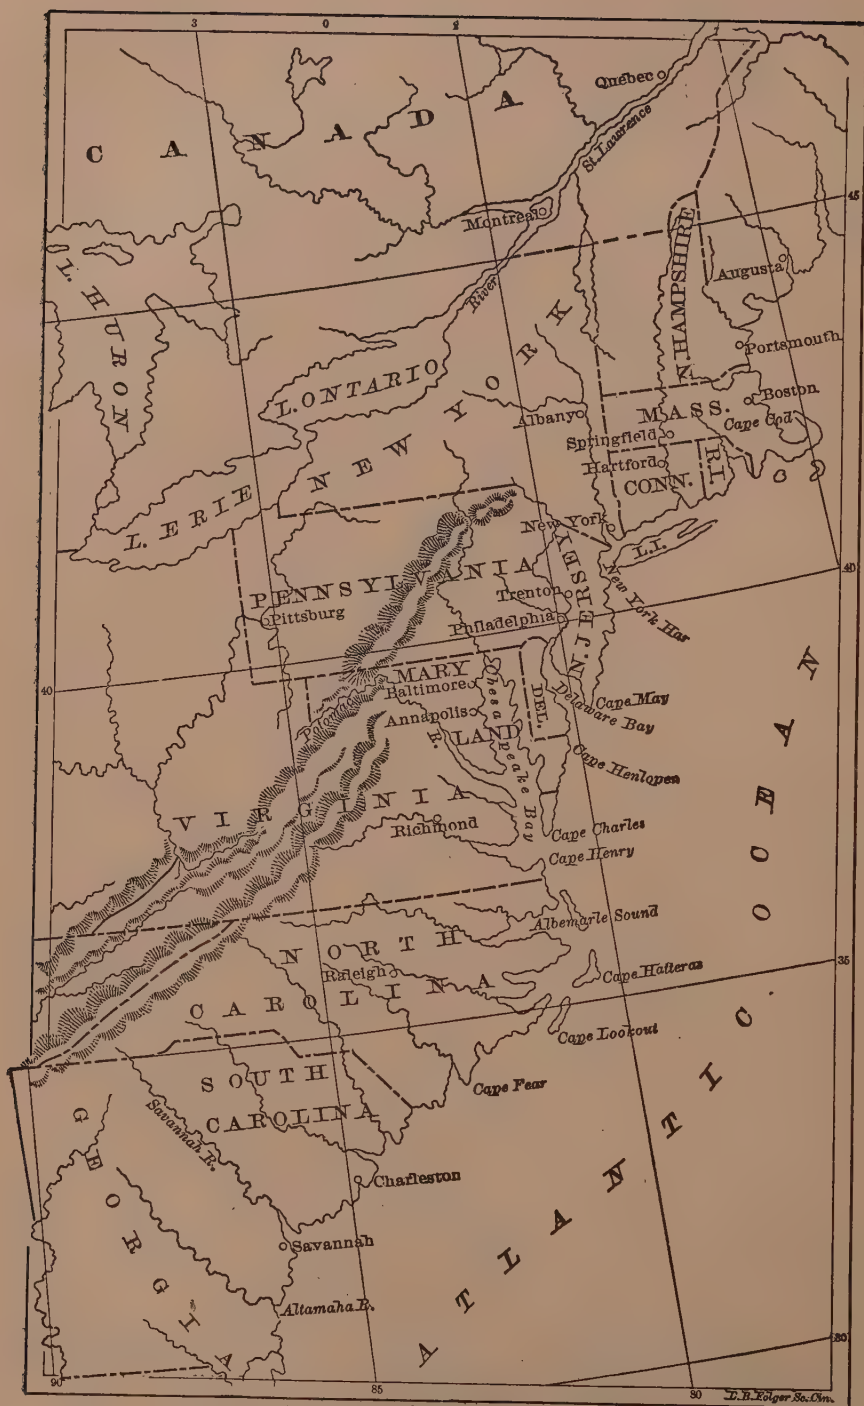 3 0 2
CANADA
Quebec
St. Lawrence
Montreal
River
45
L. HURON
N. HAMPSHIRE
Augusta
Portsmouth
L. ONTARIO
NEW YORK
Albany
MASS.
Boston
Cape Cod
Springfield
Hartford
CONN.
R.I.
L. ERIE
New York
L.I.
New York Har
40
PENNSYLVANIA
Pittsburg
Trenton
Philadelphia
N. JERSEY
40
MARY
LAND
Baltimore
Annapolis
Potomac
R.
Chesapeake Bay
DEL.
Delaware Bay
Cape May
Cape Henlopen
VIRGINIA
Richmond
Cape Charles
Cape Henry
Albemarle Sound
NORTH
CAROLINA
Raleigh
Cape Hatteras
35
Cape Lookout
Cape Fear
SOUTH
CAROLINA
Savannah R.
Charleston
GEORGIA
Savannah
Altamaha R.
ATLANTIC
OCEAN
30
90 85 80
C.B. Folger Sc. Cin.